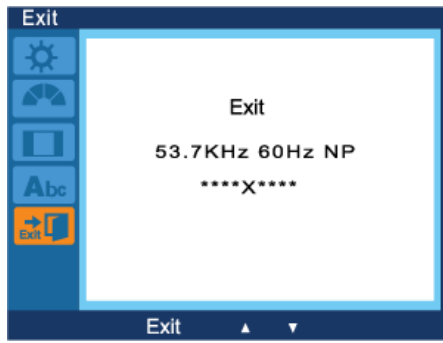 Exit
Abc
Exit
Exit
53.7KHz 60Hz NP
****X****
Exit ▲ ▼